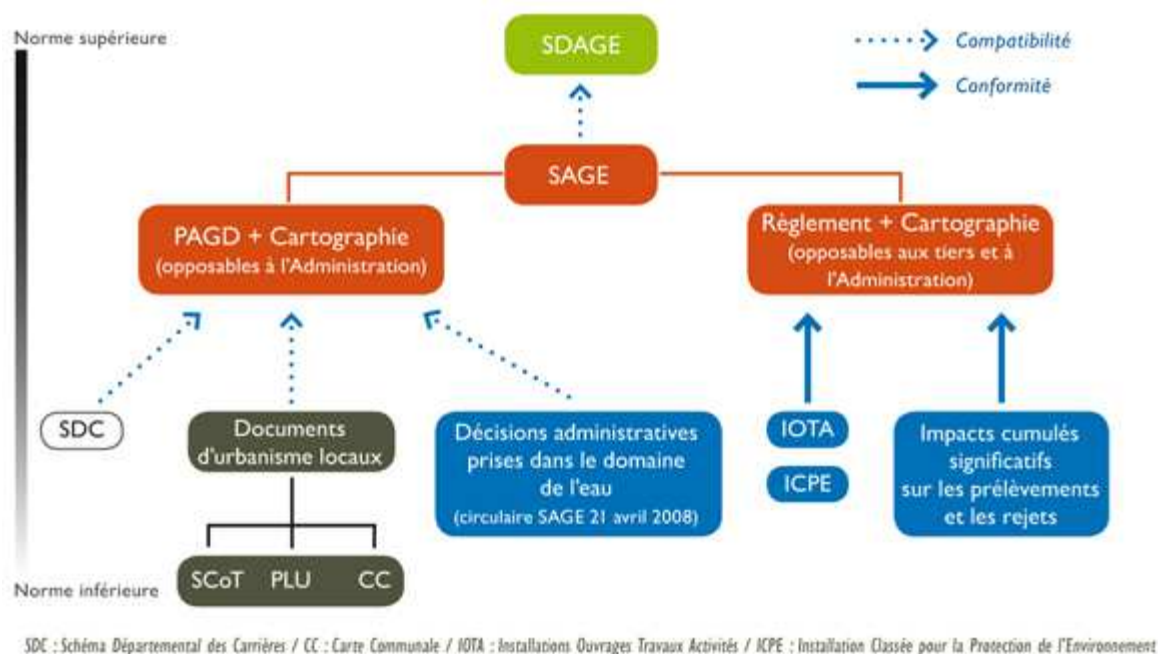 Norme supérieure
SDAGE
Compatibilité
Conformité
SAGE
PAGD + Cartographie
(opposables à l'Administration)
Règlement + Cartographie
(opposables aux tiers et à
l'Administration)
SDC
Documents
d'urbanisme locaux
Décisions administratives
prises dans le domaine
de l'eau
(circulaire SAGE 21 avril 2008)
IOTA
ICPE
Impacts cumulés
significatifs
sur les prélèvements
et les rejets
SCoT PLU CC
Norme inférieure
SDC : Schéma Départemental des Carrières / CC : Carte Communale / IOTA : Installations Ouvrages Travaux Activités / ICPE : Installation Classée pour la Protection de l'Environnement